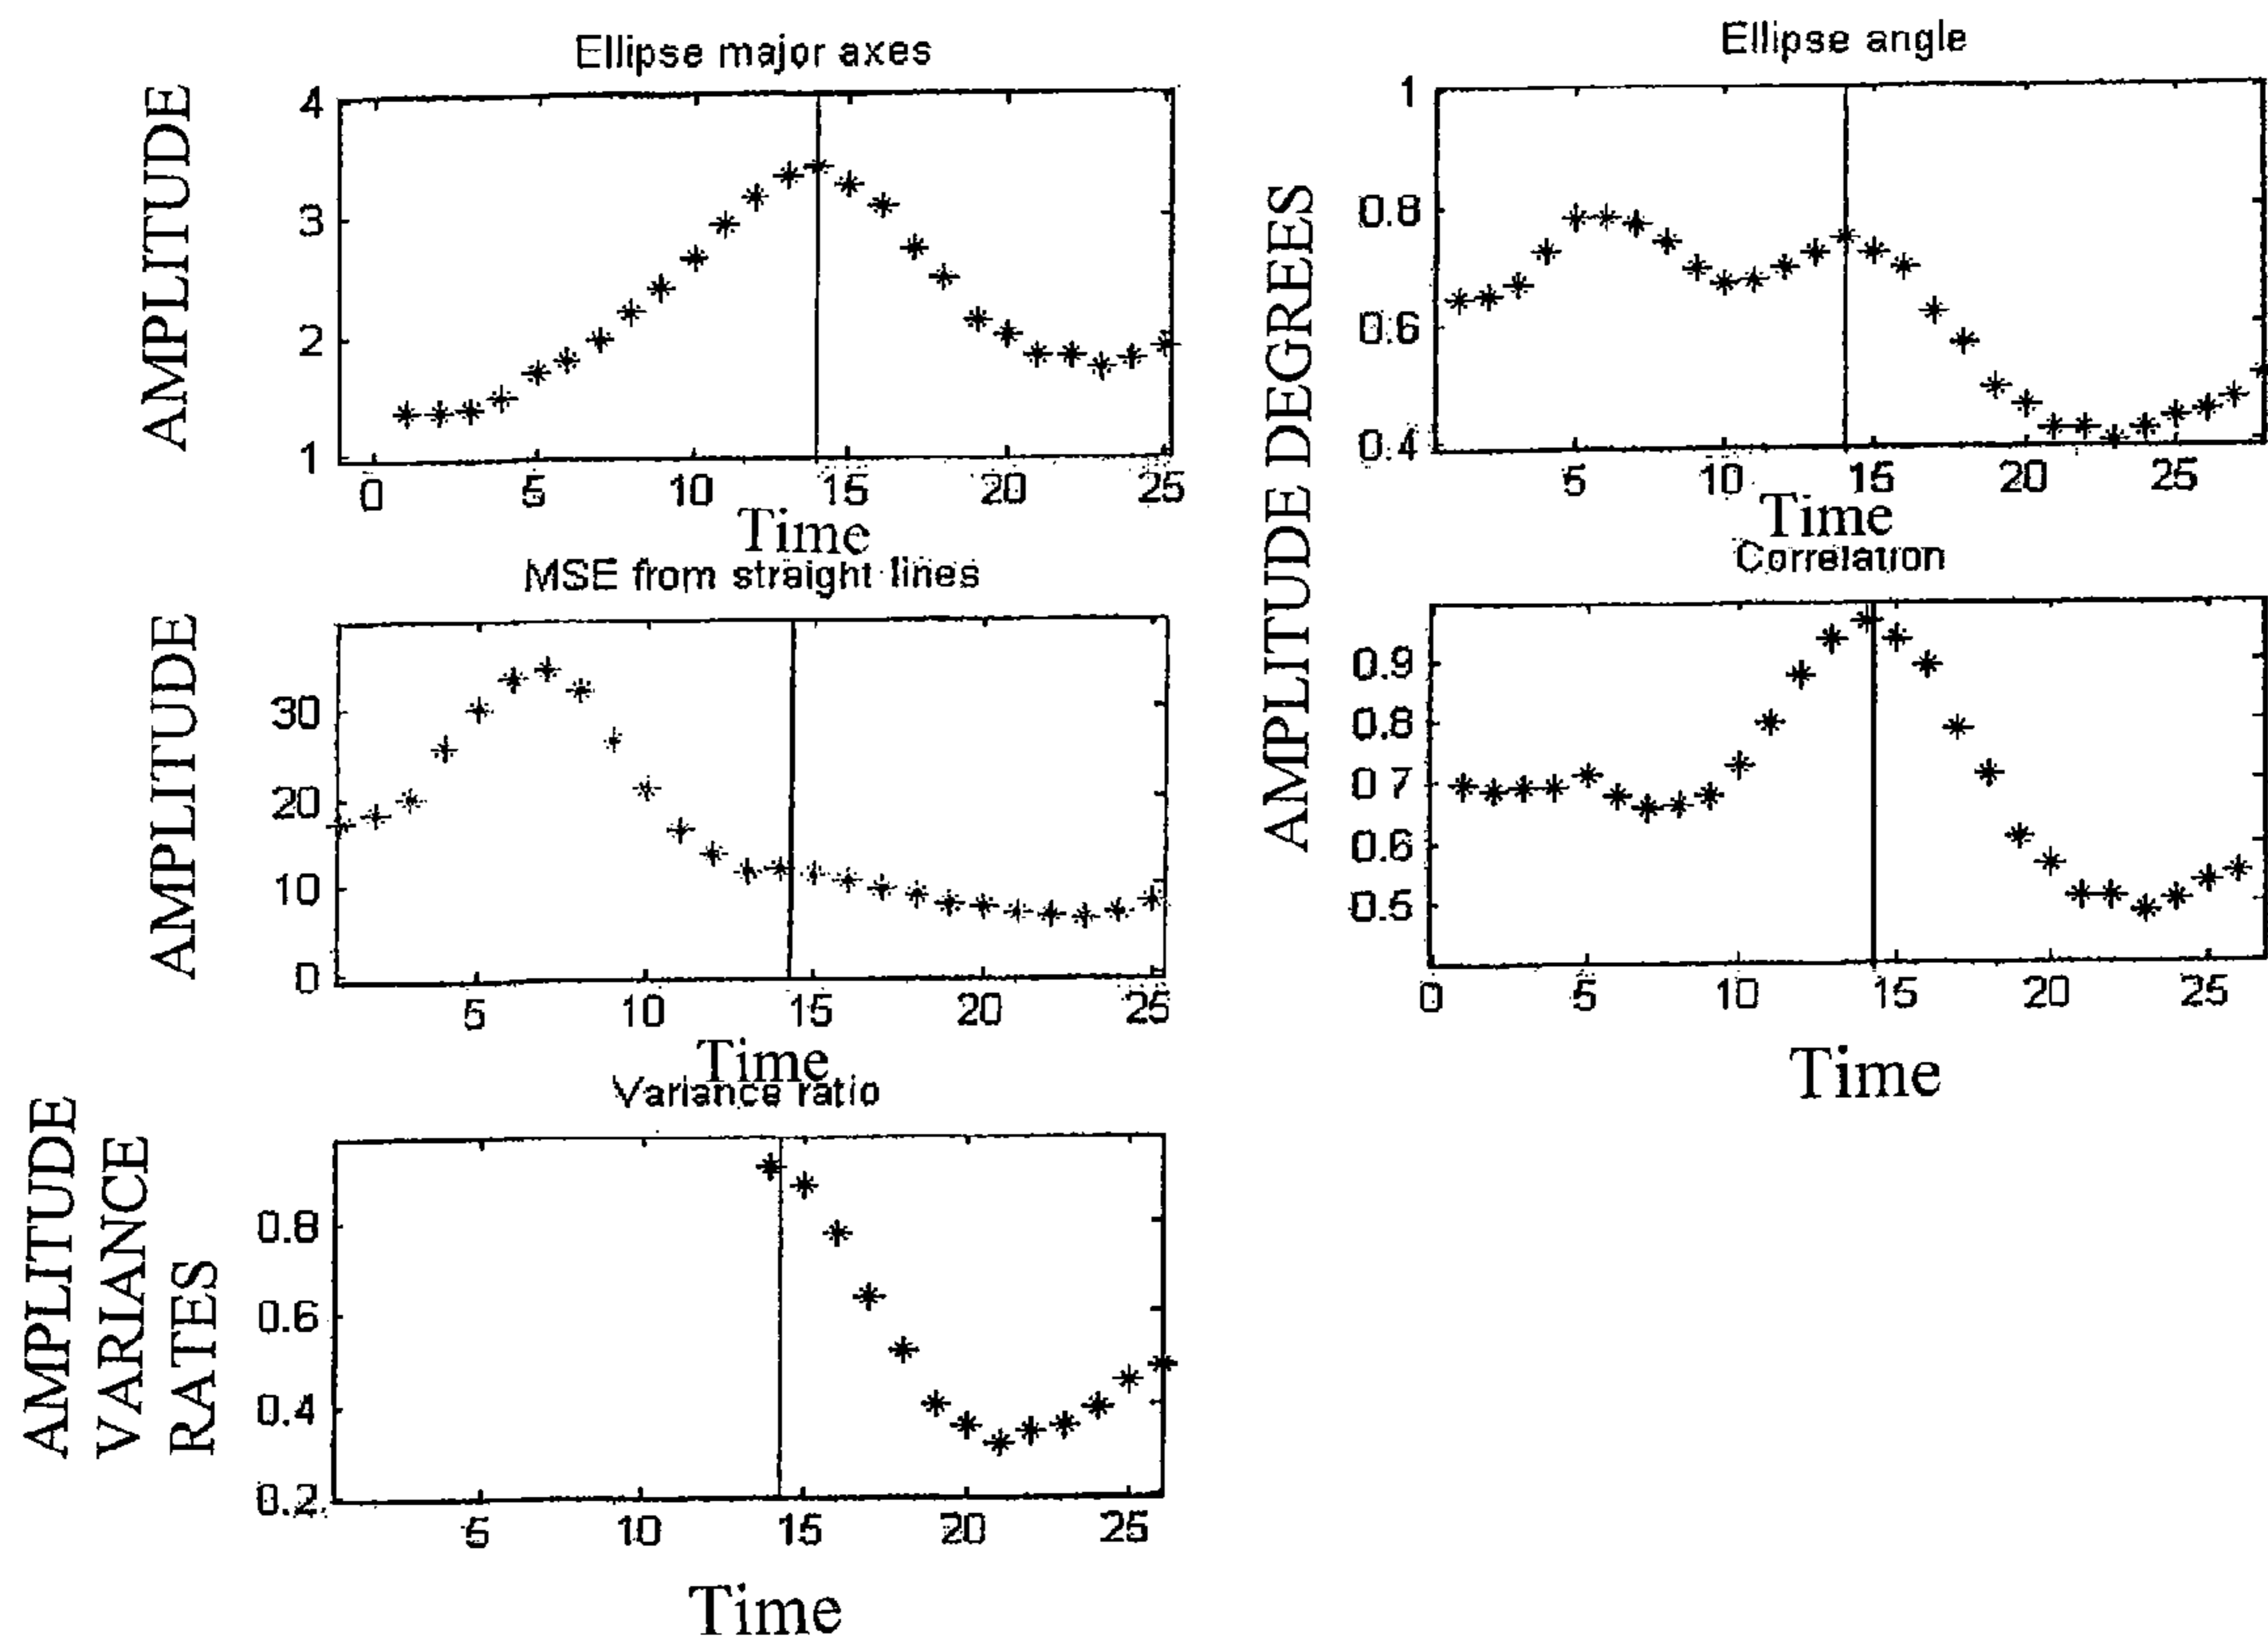 Ellipse major axes
AMPLITUDE
4
3
2
1
0 5 10 15 20 25
Time
Ellipse angle
AMPLITUDE DEGREES
1
0.8
0.6
0.4
5 10 15 20 25
Time
MSE from straight lines
AMPLITUDE
30
20
10
0
5 10 15 20 25
Time
Correlation
0.9
0.8
0.7
0.6
0.5
0 5 10 15 20 25
Time
Variance ratio
AMPLITUDE
VARIANCE
RATES
0.8
0.6
0.4
0.2
5 10 15 20 25
Time